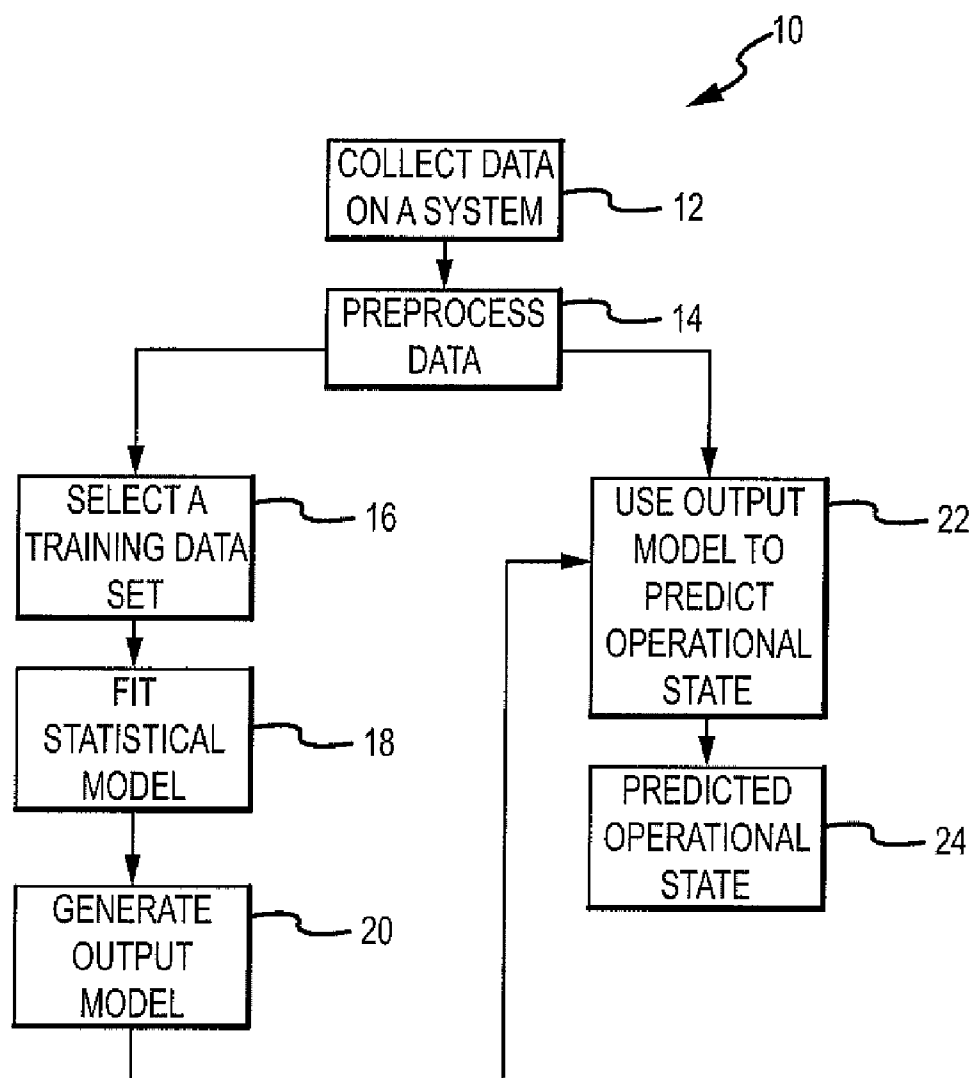 10
COLLECT DATA
ON A SYSTEM
12
PREPROCESS
DATA
14
SELECT A
TRAINING DATA
SET
16
USE OUTPUT
MODEL TO
PREDICT
OPERATIONAL
STATE
22
FIT
STATISTICAL
MODEL
18
PREDICTED
OPERATIONAL
STATE
24
GENERATE
OUTPUT
MODEL
20